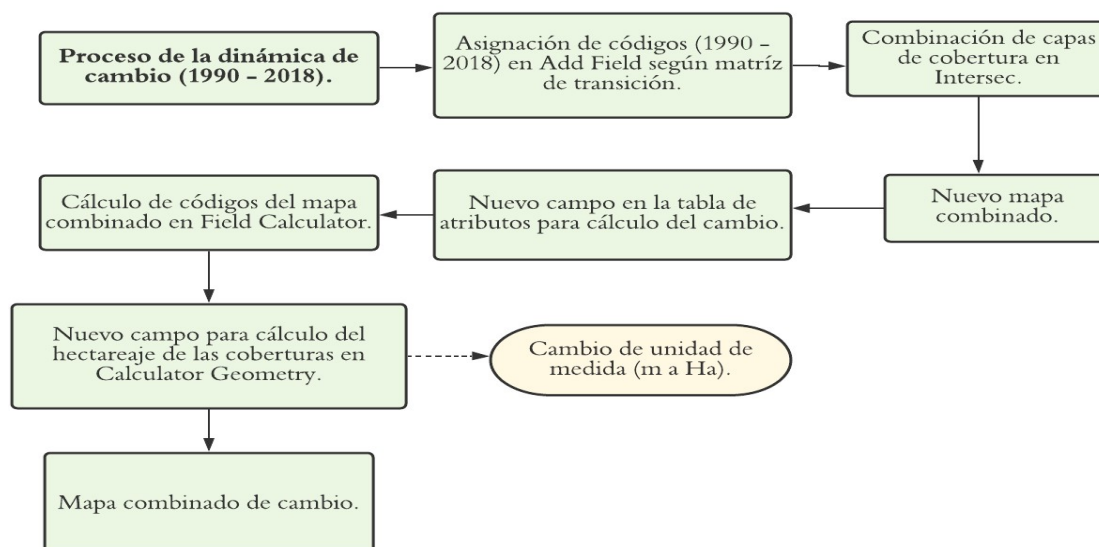 Proceso de la dinámica de
cambio (1990 – 2018).
Asignación de códigos (1990 –
2018) en Add Field según matríz
de transición.
Combinación de capas
de cobertura en
Intersec.
Nuevo mapa
combinado.
Nuevo campo en la tabla de
atributos para cálculo del cambio.
Cálculo de códigos del mapa
combinado en Field Calculator.
Nuevo campo para cálculo del
hectareaje de las coberturas en
Calculator Geometry.
Cambio de unidad de
medida (m a Ha).
Mapa combinado de cambio.